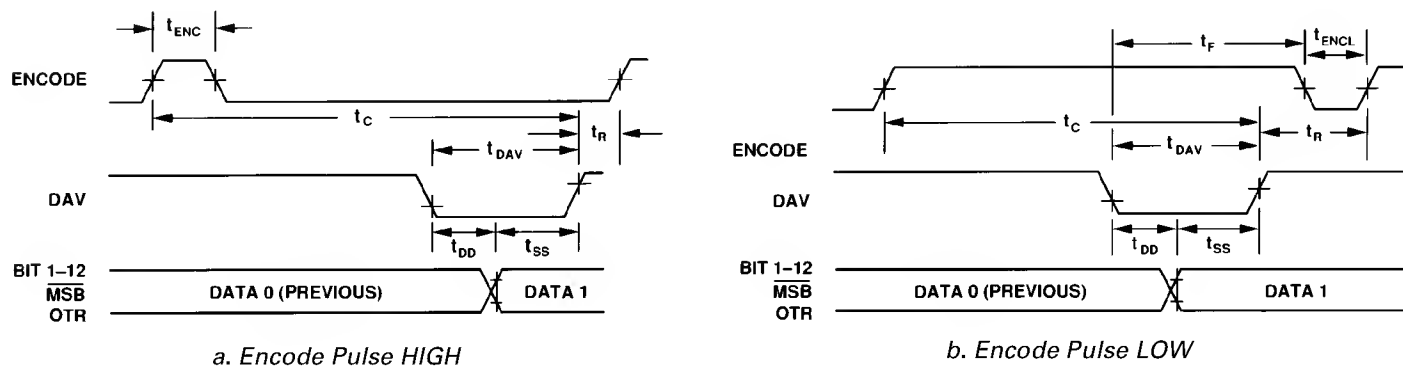 tENC
ENCODE
tC
tR
tDAV
DAV
tDD
tSS
BIT 1–12
MSB
OTR
DATA 0 (PREVIOUS)
DATA 1
a. Encode Pulse HIGH
tF
tENCL
tC
tDAV
tR
ENCODE
DAV
tDD
tSS
BIT 1–12
MSB
OTR
DATA 0 (PREVIOUS)
DATA 1
b. Encode Pulse LOW